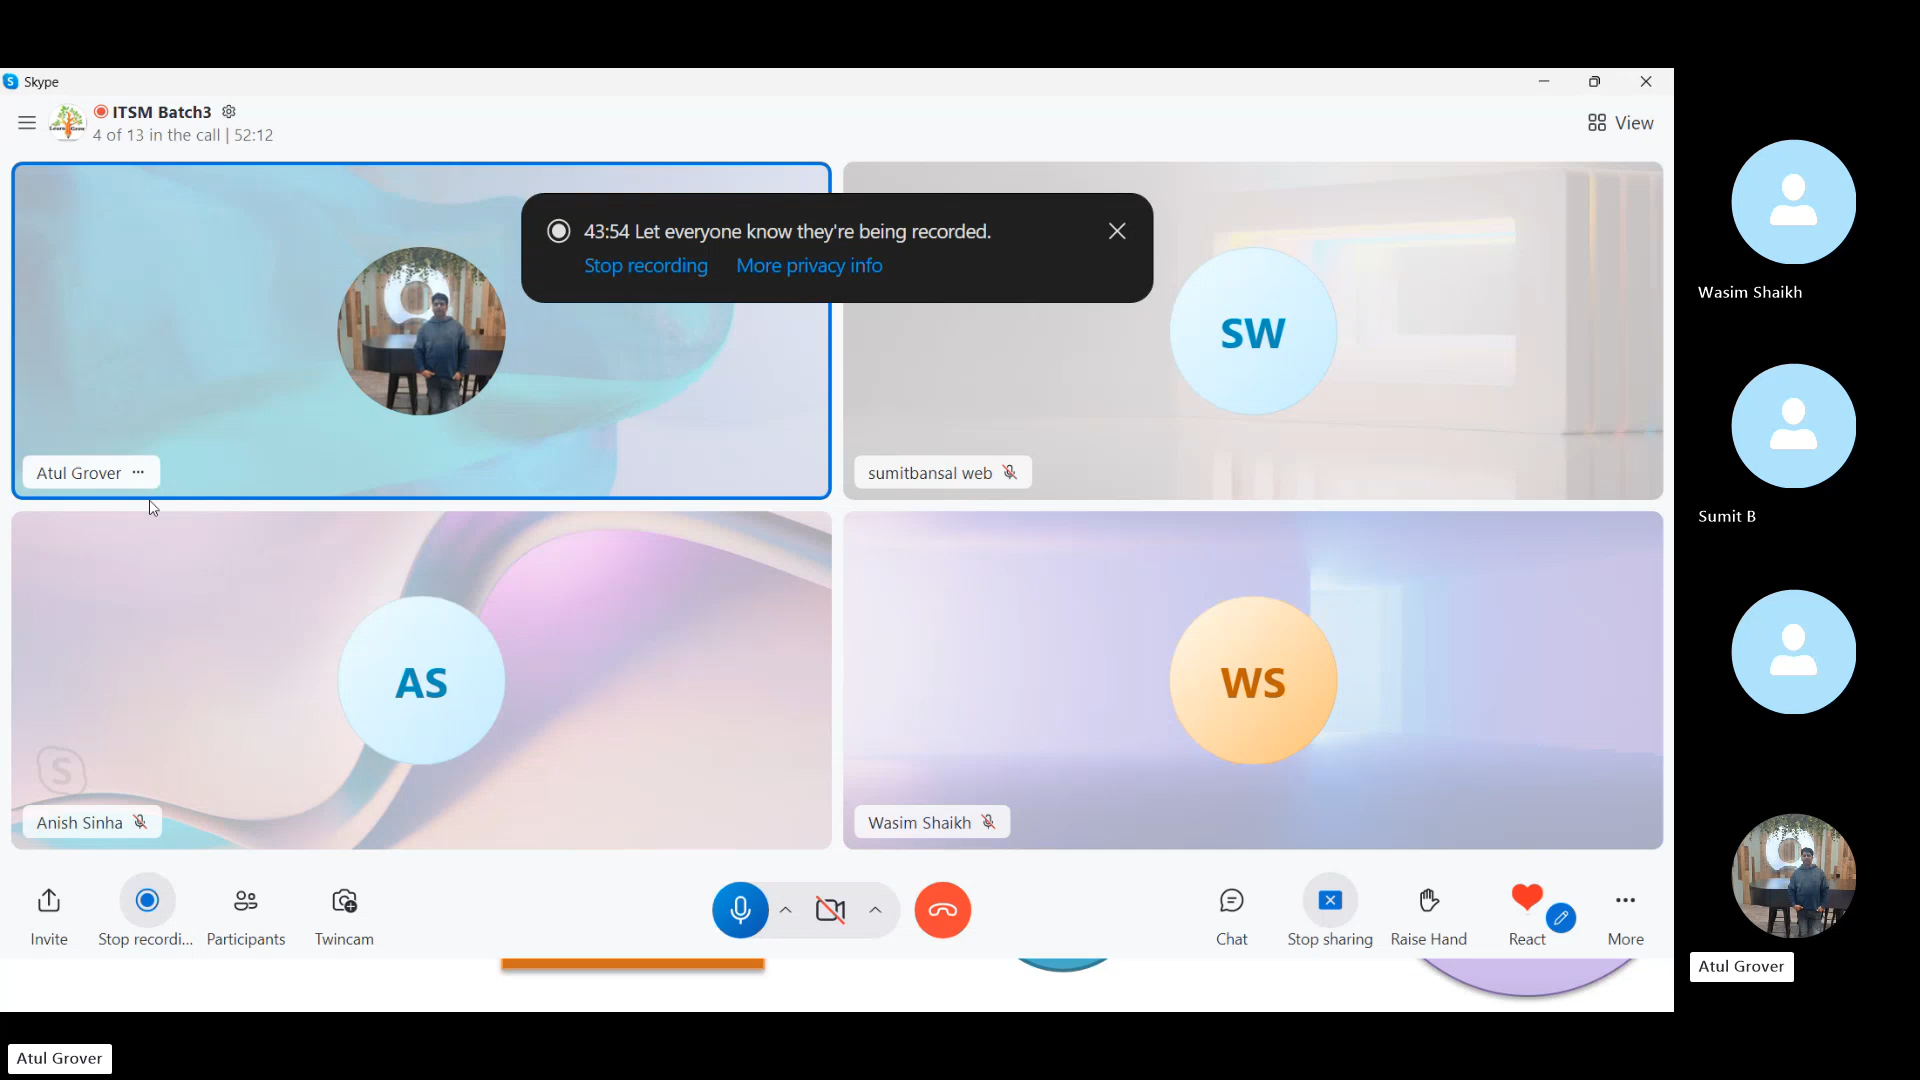 Skype
ITSM Batch3
4 of 13 in the call | 52:12
View
43:54 Let everyone know they're being recorded.
Stop recording More privacy info
SW
Atul Grover
sumitbansal web
AS
WS
Anish Sinha
Wasim Shaikh
Invite
Stop recordi...
Participants
Twincam
Chat
Stop sharing
Raise Hand
React
More
Wasim Shaikh
Sumit B
Atul Grover
Atul Grover